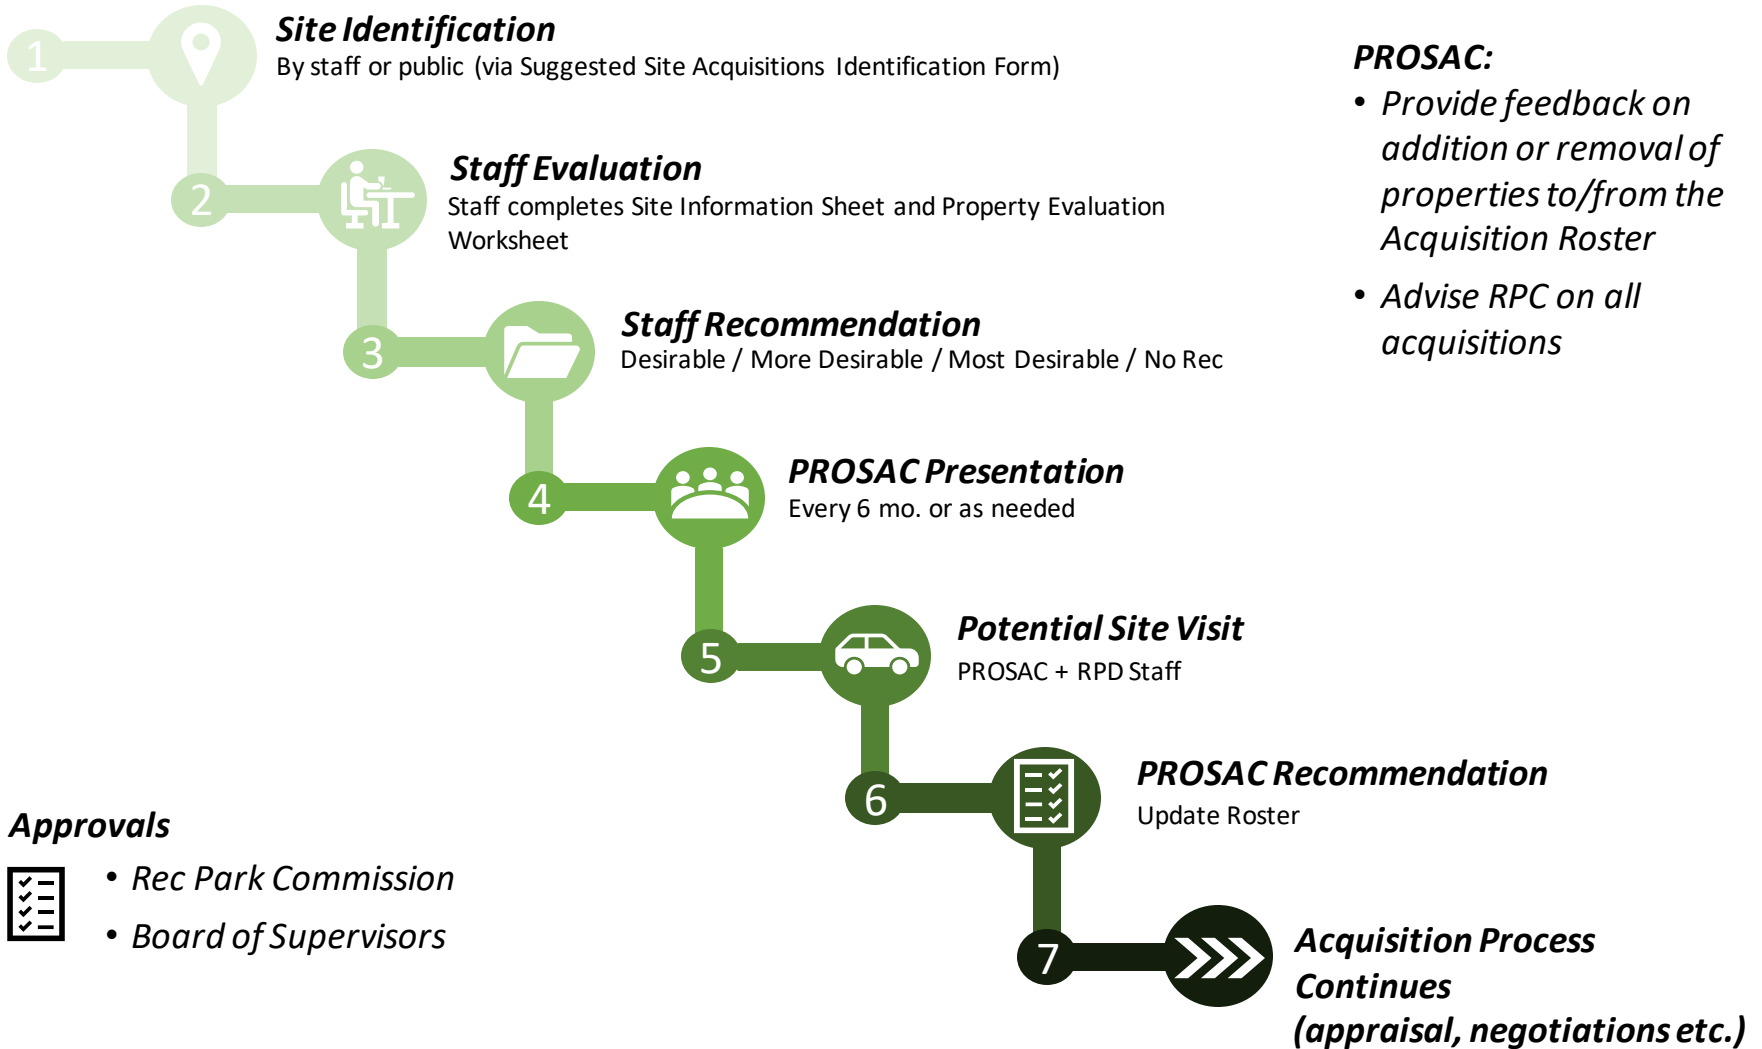 1
Site Identification
By staff or public (via Suggested Site Acquisitions Identification Form)
2
Staff Evaluation
Staff completes Site Information Sheet and Property Evaluation
Worksheet
3
Staff Recommendation
Desirable / More Desirable / Most Desirable / No Rec
4
PROSAC Presentation
Every 6 mo. or as needed
5
Potential Site Visit
PROSAC + RPD Staff
6
PROSAC Recommendation
Update Roster
7
Acquisition Process
Continues
(appraisal, negotiations etc.)
PROSAC:
• Provide feedback on
addition or removal of
properties to/from the
Acquisition Roster
• Advise RPC on all
acquisitions
Approvals
• Rec Park Commission
• Board of Supervisors